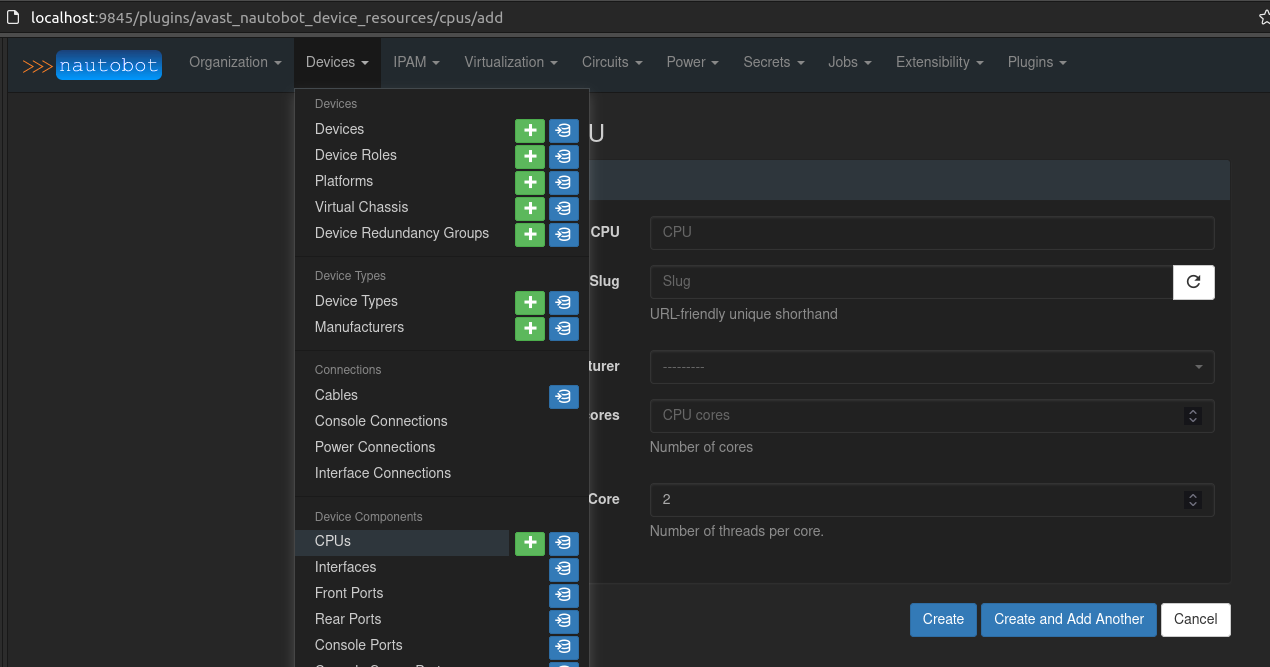 localhost:9845/plugins/avast_nautobot_device_resources/cpus/add
>>> nautobot Organization Devices IPAM Virtualization Circuits Power Secrets Jobs Extensibility Plugins
Devices
Devices
Device Roles
Platforms
Virtual Chassis
Device Redundancy Groups
Device Types
Device Types
Manufacturers
Connections
Cables
Console Connections
Power Connections
Interface Connections
Device Components
CPUs
Interfaces
Front Ports
Rear Ports
Console Ports
U
CPU CPU
Slug Slug
URL-friendly unique shorthand
turer ---------
ores CPU cores
Number of cores
Core 2
Number of threads per core.
Create Create and Add Another Cancel